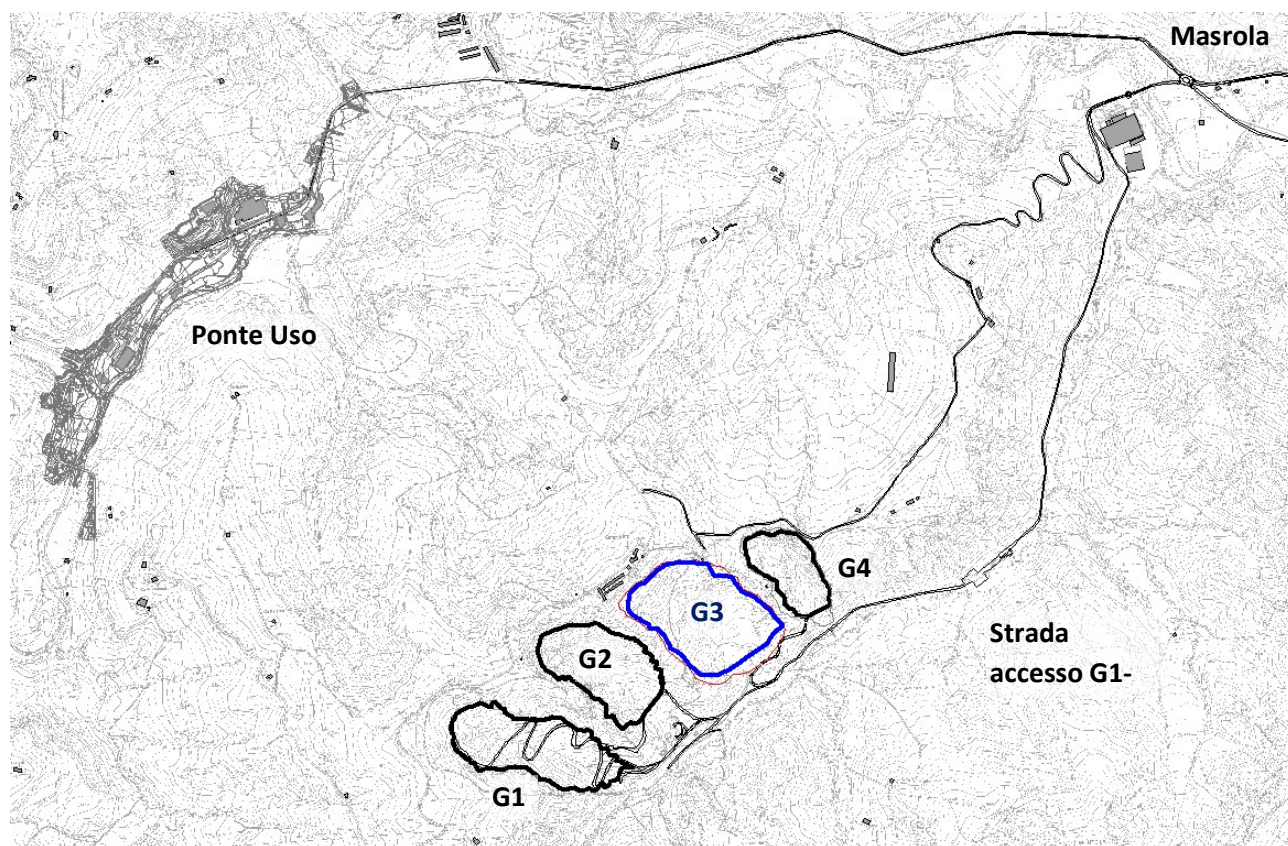 Masrola
Ponte Uso
G4
G3
G2
Strada
accesso G1-
G1